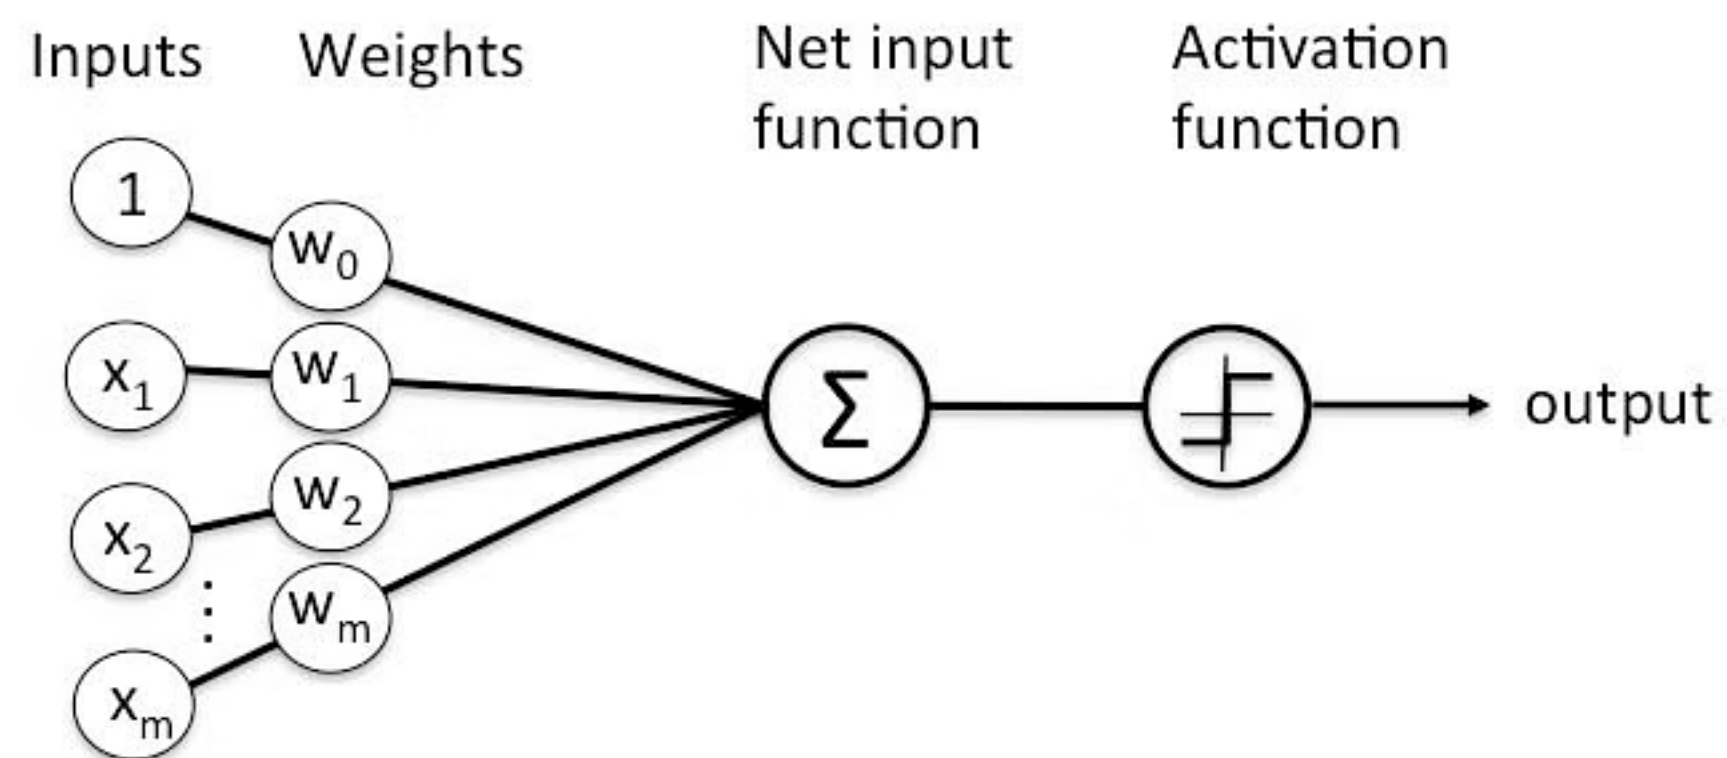 Inputs
Weights
Net input
function
Activation
function
1
w₀
x₁
w₁
x₂
w₂
⋮
xₘ
wₘ
Σ
output